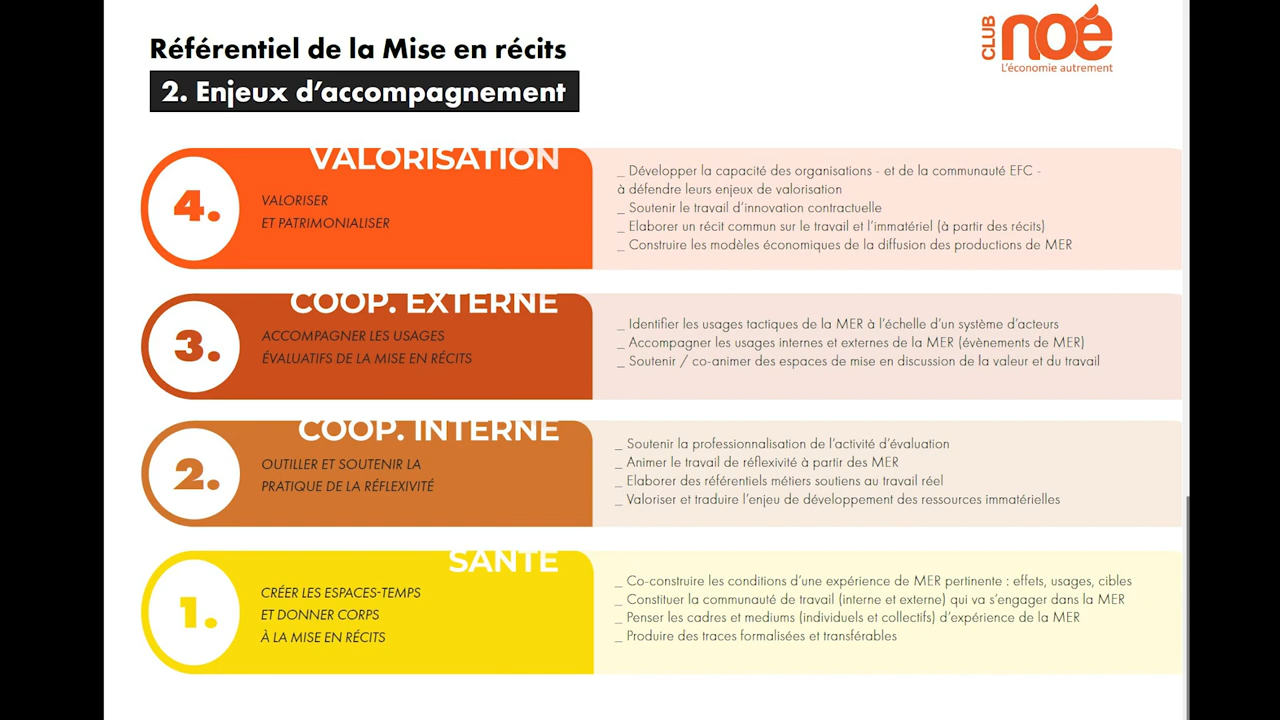 Référentiel de la Mise en récits
2. Enjeux d'accompagnement
CLUB
noé
L'économie autrement
VALORISATION
4.
VALORISER
ET PATRIMONIALISER
_ Développer la capacité des organisations - et de la communauté EFC -
à défendre leurs enjeux de valorisation
_ Soutenir le travail d'innovation contractuelle
_ Elaborer un récit commun sur le travail et l'immatériel (à partir des récits)
_ Construire les modèles économiques de la diffusion des productions de MER
COOP. EXTERNE
3.
ACCOMPAGNER LES USAGES
ÉVALUATIFS DE LA MISE EN RÉCITS
_ Identifier les usages tactiques de la MER à l'échelle d'un système d'acteurs
_ Accompagner les usages internes et externes de la MER (évènements de MER)
_ Soutenir / co-animer des espaces de mise en discussion de la valeur et du travail
COOP. INTERNE
2.
OUTILLER ET SOUTENIR LA
PRATIQUE DE LA RÉFLEXIVITÉ
_ Soutenir la professionnalisation de l'activité d'évaluation
_ Animer le travail de réflexivité à partir des MER
_ Elaborer des référentiels métiers soutiens au travail réel
_ Valoriser et traduire l'enjeu de développement des ressources immatérielles
SANTE
1.
CRÉER LES ESPACES-TEMPS
ET DONNER CORPS
À LA MISE EN RÉCITS
_ Co-construire les conditions d'une expérience de MER pertinente : effets, usages, cibles
_ Constituer la communauté de travail (interne et externe) qui va s'engager dans la MER
_ Penser les cadres et mediums (individuels et collectifs) d'expérience de la MER
_ Produire des traces formalisées et transférables